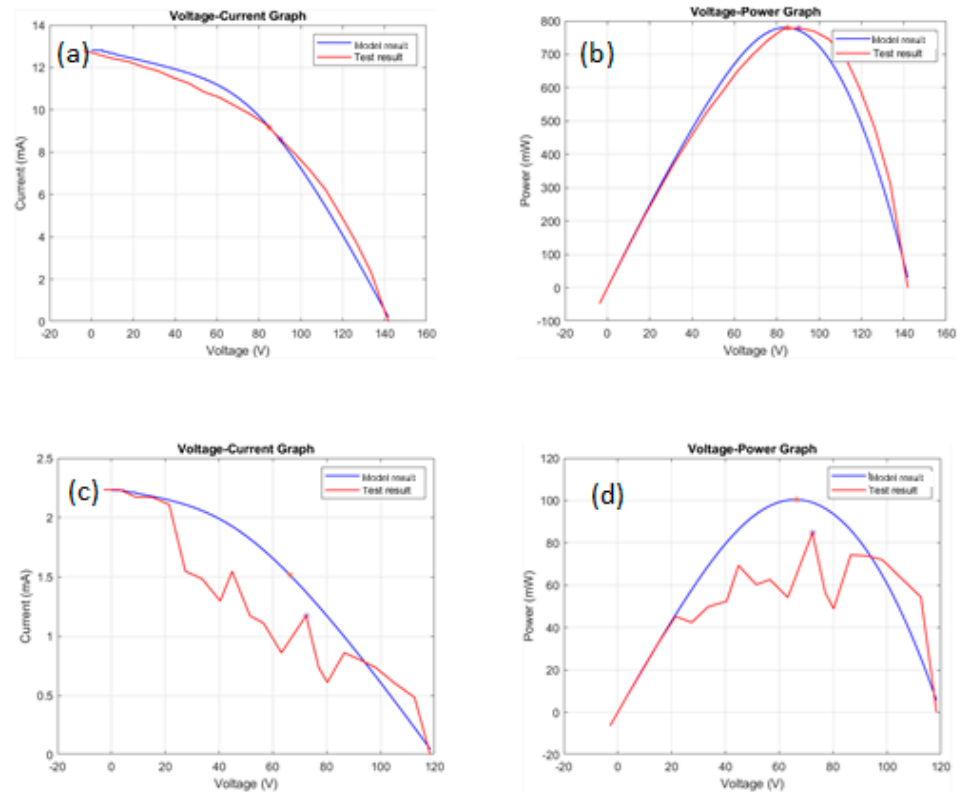 Voltage-Current Graph
(a)
Model result
Test result
14
12
10
8
6
4
2
0
Current (mA)
-20 0 20 40 60 80 100 120 140 160
Voltage (V)
Voltage-Power Graph
(b)
Model result
Test result
800
700
600
500
400
300
200
100
0
-100
Power (mW)
-20 0 20 40 60 80 100 120 140 160
Voltage (V)
Voltage-Current Graph
(c)
Model result
Test result
2.5
2
1.5
1
0.5
0
Current (mA)
-20 0 20 40 60 80 100 120
Voltage (V)
Voltage-Power Graph
(d)
Model result
Test result
120
100
80
60
40
20
0
-20
Power (mW)
-20 0 20 40 60 80 100 120
Voltage (V)